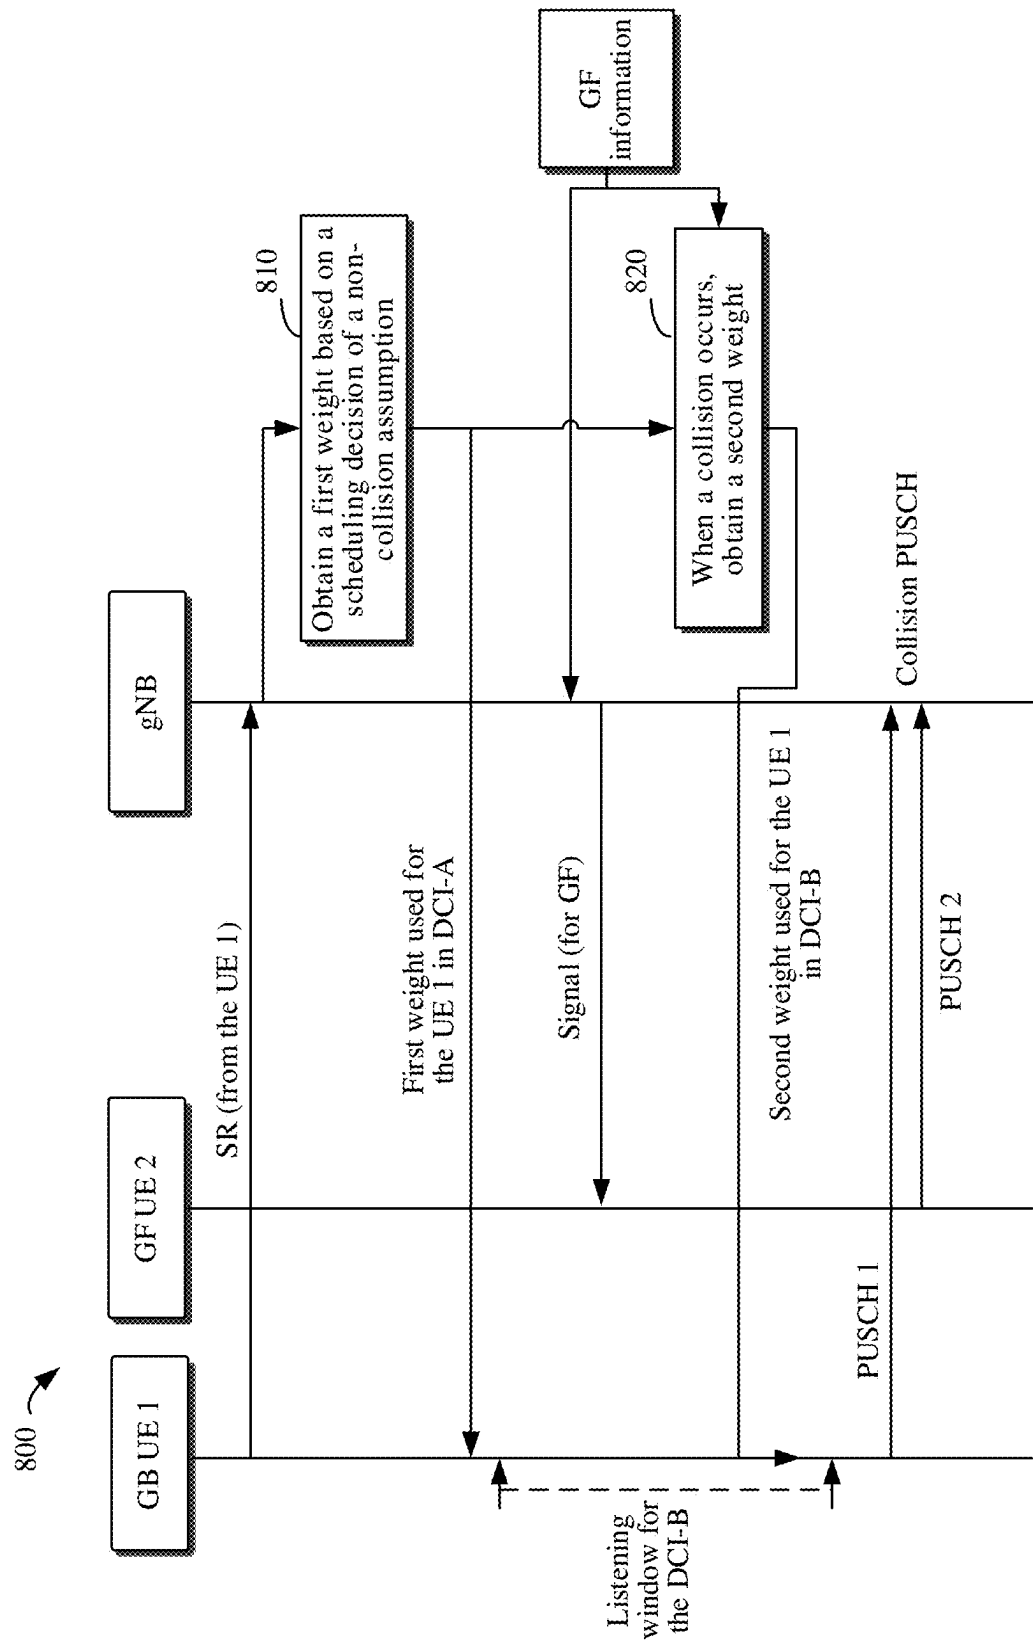 800
GB UE 1
GF UE 2
gNB
SR (from the UE 1)
810
Obtain a first weight based on a
scheduling decision of a non-
collision assumption
First weight used for
the UE 1 in DCI-A
GF
information
Signal (for GF)
Listening
window for
the DCI-B
820
When a collision occurs,
obtain a second weight
Second weight used for the UE 1
in DCI-B
PUSCH 1
Collision PUSCH
PUSCH 2